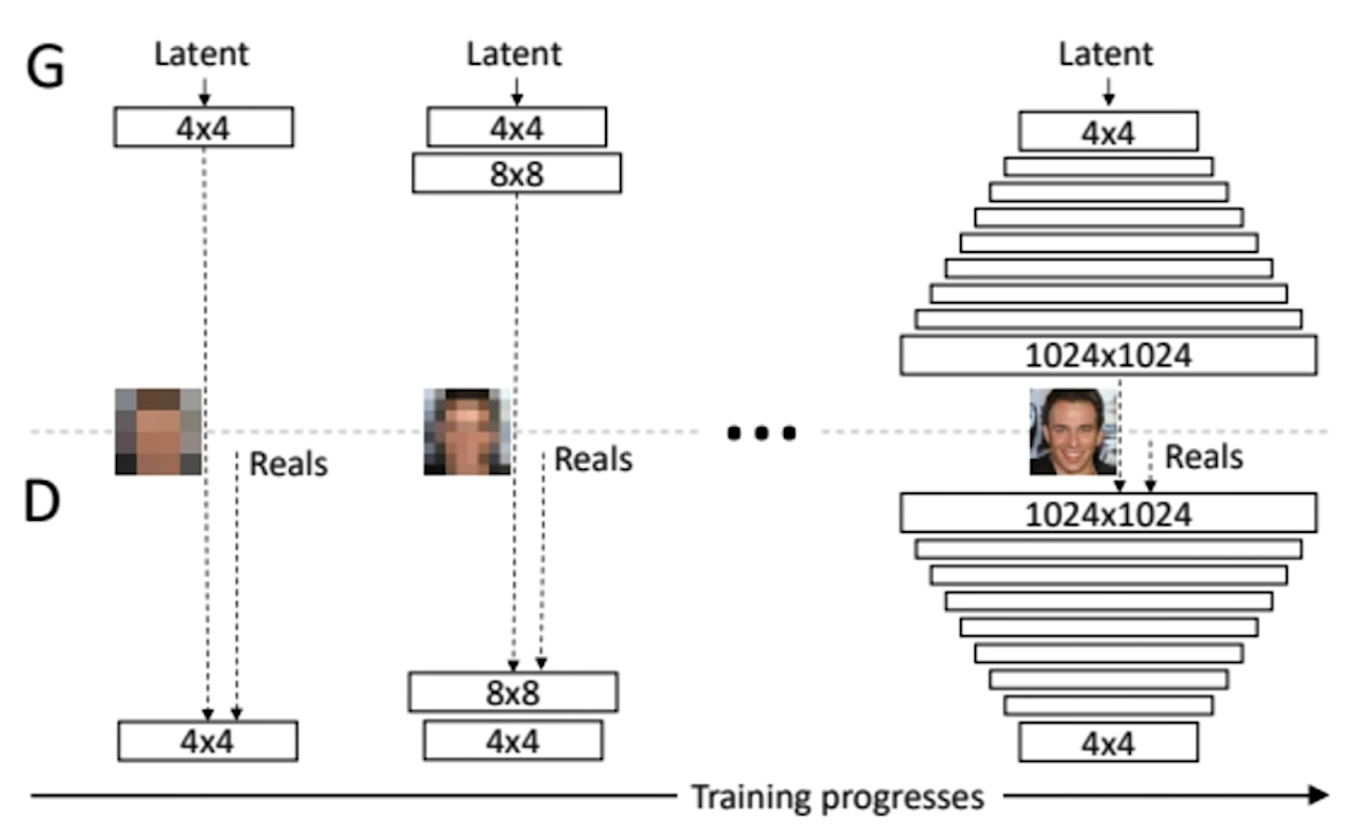 G
Latent
Latent
Latent
4x4
4x4
4x4
8x8
1024x1024
Reals
Reals
Reals
D
1024x1024
8x8
4x4
4x4
4x4
Training progresses